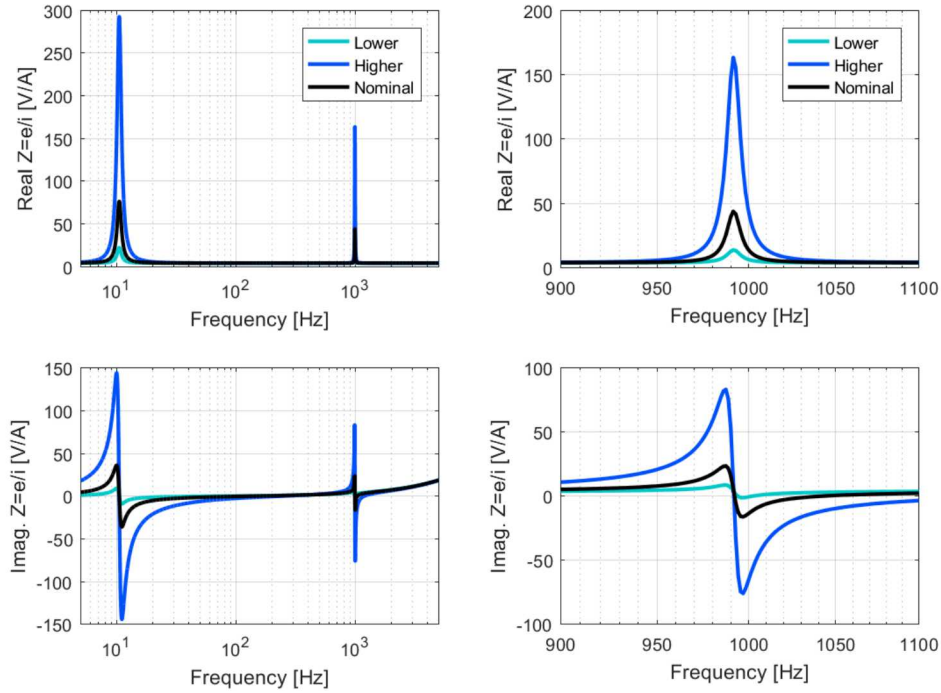 Real Z=e/i [V/A]
300
250
200
150
100
50
0
Lower
Higher
Nominal
10^1
10^2
10^3
Frequency [Hz]
Real Z=e/i [V/A]
200
150
100
50
0
Lower
Higher
Nominal
900
950
1000
1050
1100
Frequency [Hz]
Imag. Z=e/i [V/A]
150
100
50
0
-50
-100
-150
10^1
10^2
10^3
Frequency [Hz]
Imag. Z=e/i [V/A]
100
50
0
-50
-100
900
950
1000
1050
1100
Frequency [Hz]